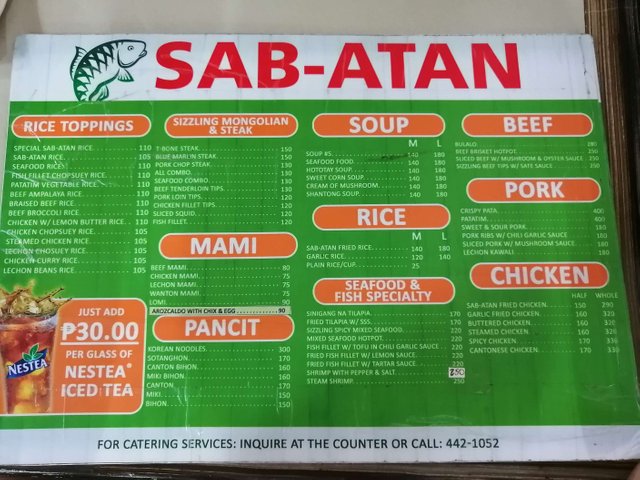 SAB-ATAN
RICE TOPPINGS
SPECIAL SAB-ATAN RICE 110
SAB-ATAN RICE 105
SEAFOOD RICE 110
FISH FILLET CHOPSUEY RICE 110
PATATIM VEGETABLE RICE 110
BEEF AMPALAYA RICE 110
BRAISED BEEF RICE 110
BEEF BROCCOLI RICE 110
CHICKEN W/ LEMON BUTTER RICE 110
CHICKEN CHOPSUEY RICE 105
STEAMED CHICKEN RICE 105
LECHON CHOSUEY RICE 105
CHICKEN CURRY RICE 105
LECHON BEANS RICE 105
JUST ADD
₱30.00
PER GLASS OF
NESTEA®
ICED TEA
NESTEA
SIZZLING MONGOLIAN
& STEAK
T-BONE STEAK 150
BLUE MARLIN STEAK 150
PORK CHOP STEAK 130
ALL COMBO 130
SEAFOOD COMBO 130
BEEF TENDERLOIN TIPS 130
PORK LOIN TIPS 120
CHICKEN FILLET TIPS 120
SLICED SQUID 120
FISH FILLET 120
MAMI
BEEF MAMI 80
CHICKEN MAMI 75
LECHON MAMI 75
WANTON MAMI 75
LOMI 90
AROZCALDO WITH CHIX & EGG 90
PANCIT
KOREAN NOODLES 300
SOTANGHON 170
CANTON BIHON 160
MIKI BIHON 160
CANTON 170
MIKI 150
BIHON 150
SOUP
M L
SOUP #5 140 180
SEAFOOD FOOD 140 180
HOTOTAY SOUP 140 180
SWEET CORN SOUP 140 180
CREAM OF MUSHROOM 140 180
SHANTONG SOUP 140 180
RICE
M L
SAB-ATAN FRIED RICE 140 180
GARLIC RICE 120 140
PLAIN RICE/CUP 25
SEAFOOD &
FISH SPECIALTY
SINIGANG NA TILAPIA 180
FRIED TILAPIA W/ SSS 170
SIZZLING SPICY MIXED SEAFOOD 220
MIXED SEAFOOD HOTPOT 220
FISH FILLET W/ TOFU IN CHILI GARLIC SAUCE 220
FRIED FISH FILLET W/ LEMON SAUCE 220
FRIED FISH FILLET W/ TARTAR SAUCE 220
SHRIMP WITH PEPPER & SALT 250
STEAM SHRIMP 250
BEEF
BULALO 280
BEEF BRISKET HOTPOT 250
SLICED BEEF W/ MUSHROOM & OYSTER SAUCE 250
SIZZLING BEEF TIPS W/ SATE SAUCE 250
PORK
CRISPY PATA 400
PATATIM 400
SWEET & SOUR PORK 180
PORK RIBS W/ CHILI GARLIC SAUCE 180
SLICED PORK W/ MUSHROOM SAUCE 180
LECHON KAWALI 180
CHICKEN
HALF WHOLE
SAB-ATAN FRIED CHICKEN 150 290
GARLIC FRIED CHICKEN 160 320
BUTTERED CHICKEN 160 320
STEAMED CHICKEN 160 320
SPICY CHICKEN 170 330
CANTONESE CHICKEN 170 330
FOR CATERING SERVICES: INQUIRE AT THE COUNTER OR CALL: 442-1052